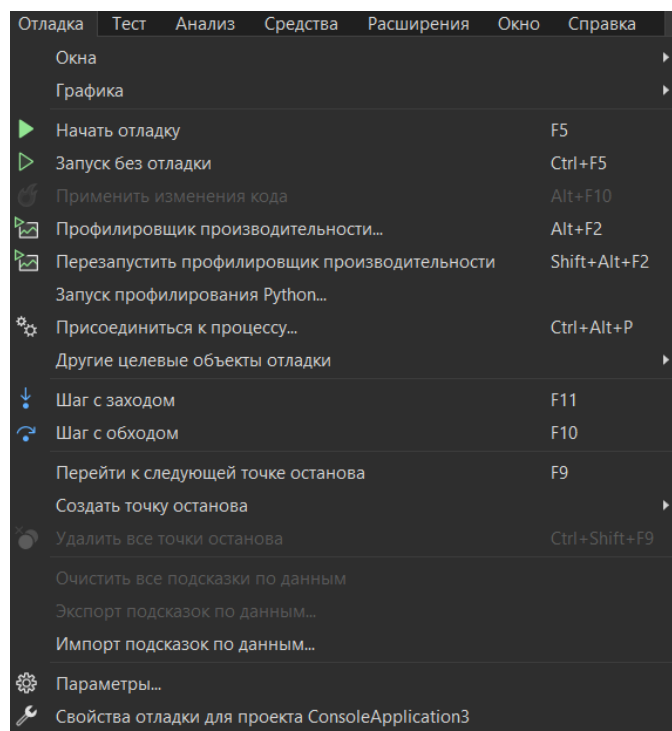 Отладка Тест Анализ Средства Расширения Окно Справка
Окна
Графика
Начать отладку F5
Запуск без отладки Ctrl+F5
Применить изменения кода Alt+F10
Профилировщик производительности... Alt+F2
Перезапустить профилировщик производительности Shift+Alt+F2
Запуск профилирования Python...
Присоединиться к процессу... Ctrl+Alt+P
Другие целевые объекты отладки
Шаг с заходом F11
Шаг с обходом F10
Перейти к следующей точке останова F9
Создать точку останова
Удалить все точки останова Ctrl+Shift+F9
Очистить все подсказки по данным
Экспорт подсказок по данным...
Импорт подсказок по данным...
Параметры...
Свойства отладки для проекта ConsoleApplication3